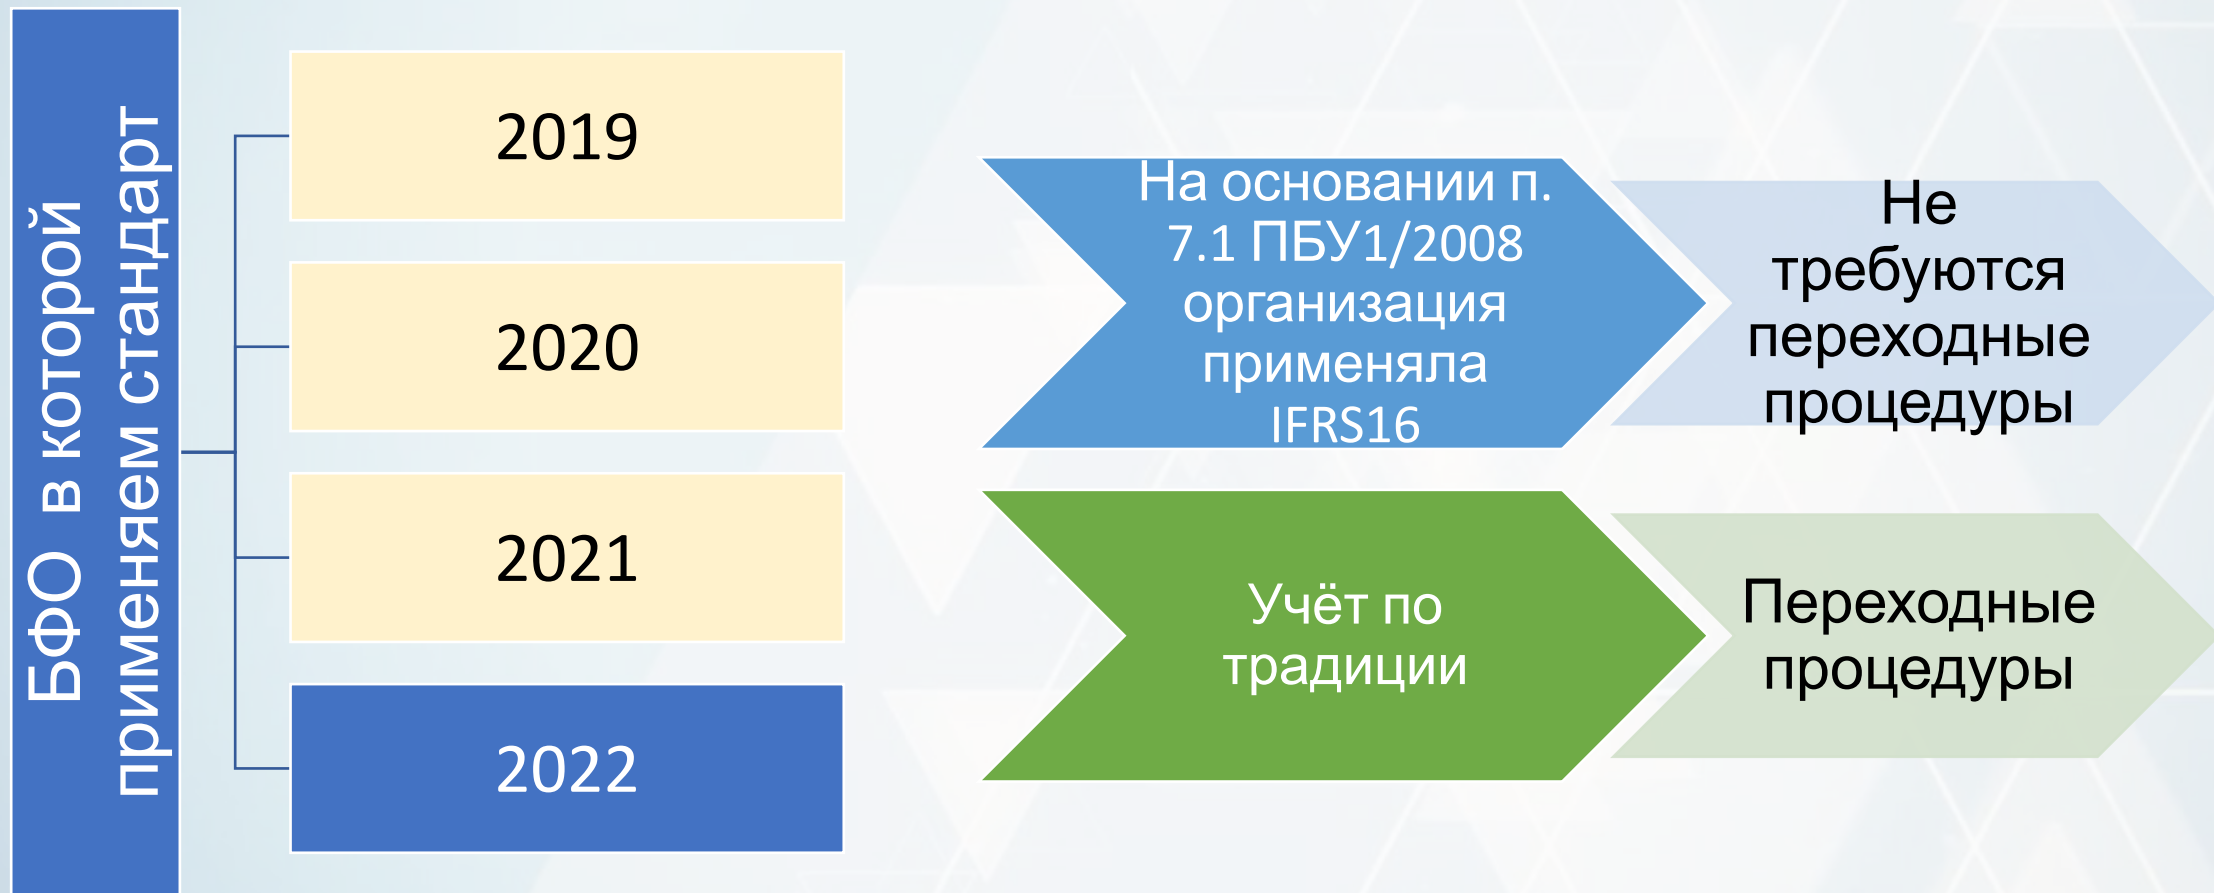 БФО в которой
применяем стандарт
2019
2020
2021
2022
На основании п.
7.1 ПБУ1/2008
организация
применяла
IFRS16
Не
требуются
переходные
процедуры
Учёт по
традиции
Переходные
процедуры